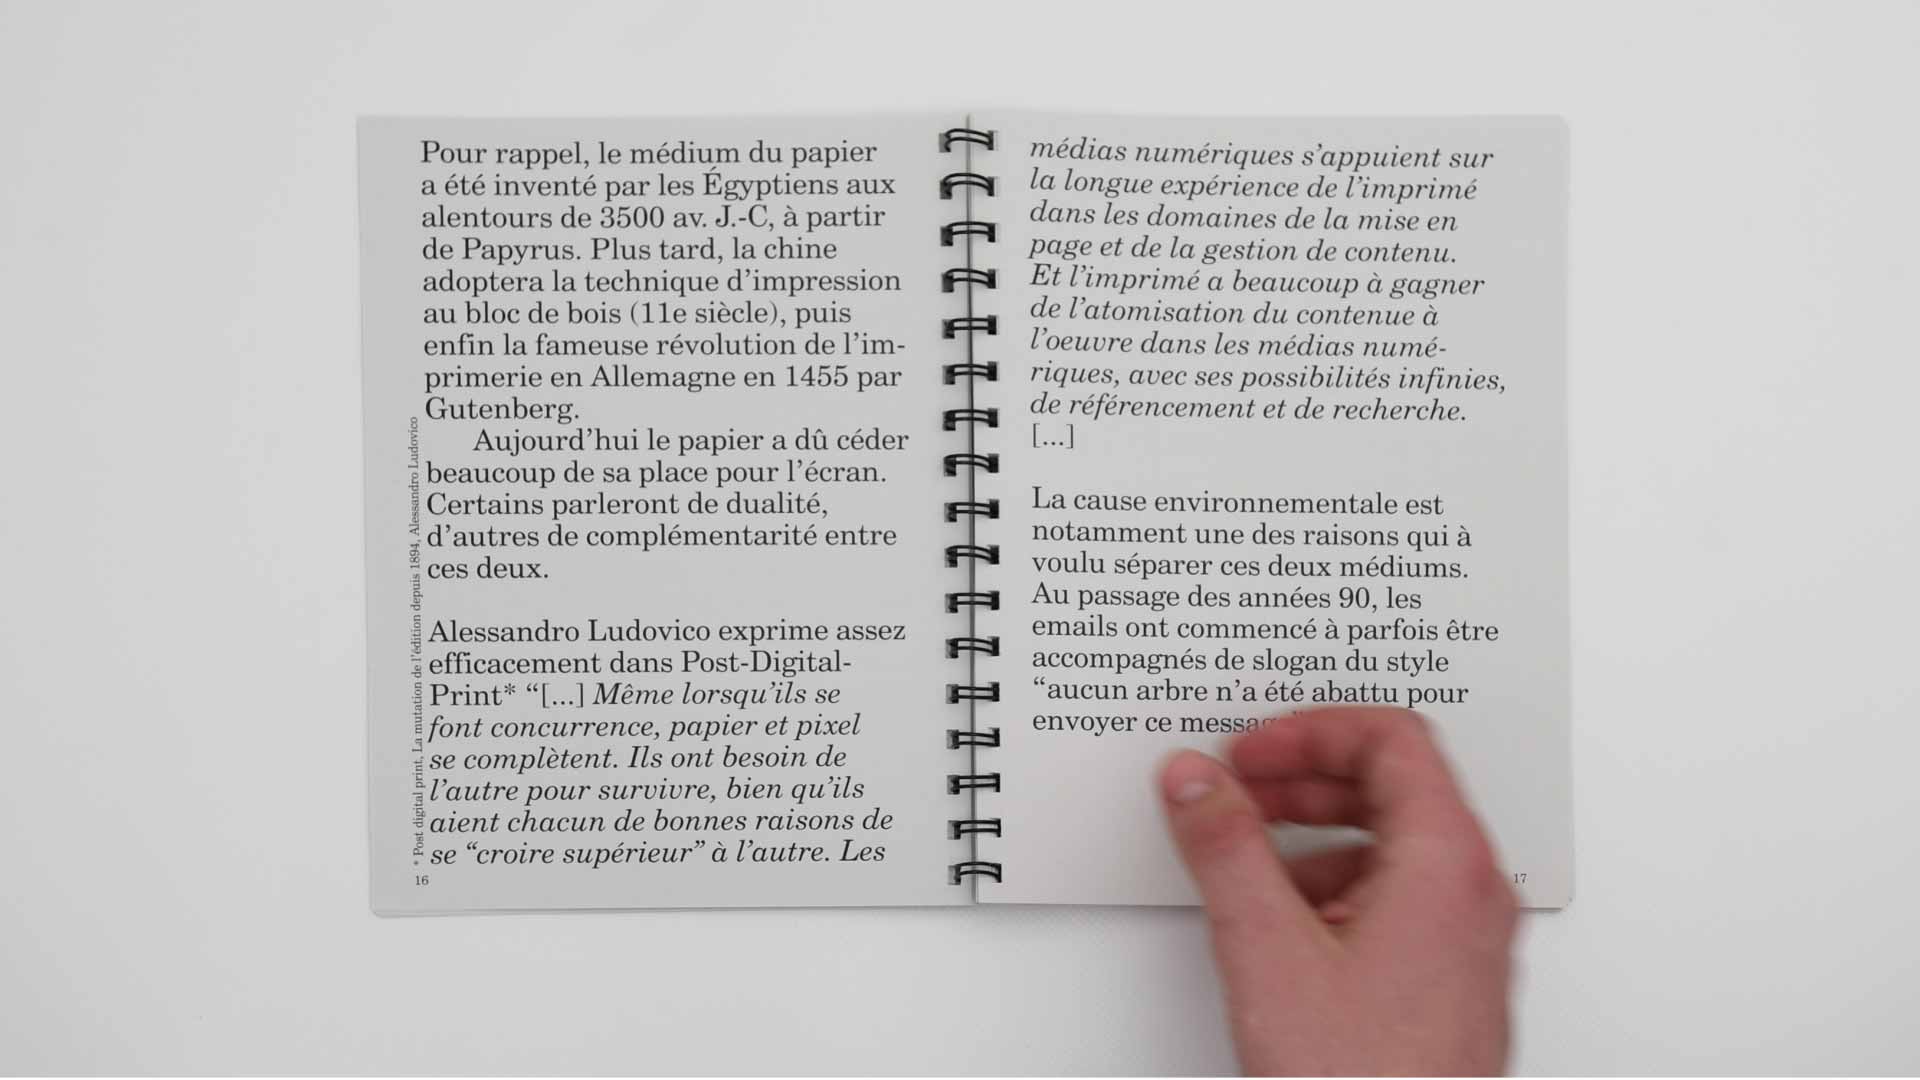 Pour rappel, le médium du papier
a été inventé par les Égyptiens aux
alentours de 3500 av. J.-C, à partir
de Papyrus. Plus tard, la chine
adoptera la technique d’impression
au bloc de bois (11e siècle), puis
enfin la fameuse révolution de l’im-
primerie en Allemagne en 1455 par
Gutenberg.
Aujourd’hui le papier a dû céder
beaucoup de sa place pour l’écran.
Certains parleront de dualité,
d’autres de complémentarité entre
ces deux.
Alessandro Ludovico exprime assez
efficacement dans Post-Digital-
Print* “[...] Même lorsqu’ils se
font concurrence, papier et pixel
se complètent. Ils ont besoin de
l’autre pour survivre, bien qu’ils
aient chacun de bonnes raisons de
se “croire supérieur” à l’autre. Les
* Post digital print, La mutation de l’édition depuis 1894, Alessandro Ludovico
16
médias numériques s’appuient sur
la longue expérience de l’imprimé
dans les domaines de la mise en
page et de la gestion de contenu.
Et l’imprimé a beaucoup à gagner
de l’atomisation du contenue à
l’oeuvre dans les médias numé-
riques, avec ses possibilités infinies,
de référencement et de recherche.
[...]
La cause environnementale est
notamment une des raisons qui à
voulu séparer ces deux médiums.
Au passage des années 90, les
emails ont commencé à parfois être
accompagnés de slogan du style
“aucun arbre n’a été abattu pour
envoyer ce
17